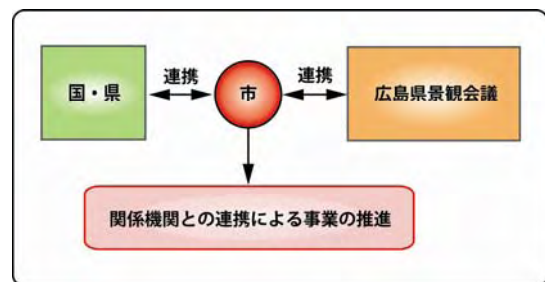 連携
連携
国・県
市
広島県景観会議
関係機関との連携による事業の推進